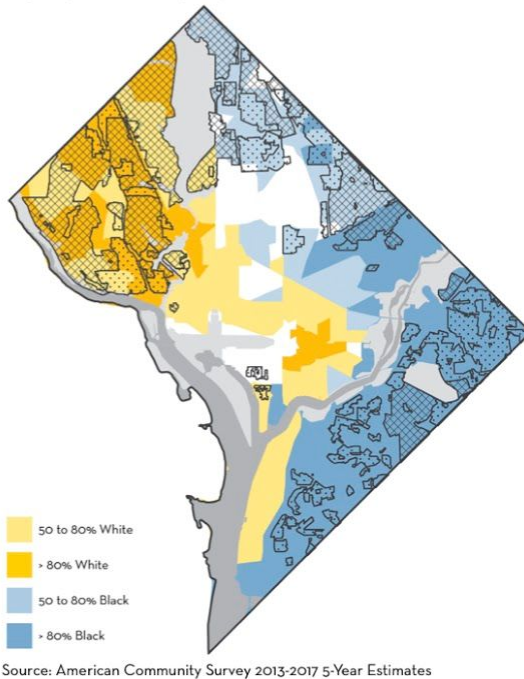 50 to 80% White
> 80% White
50 to 80% Black
> 80% Black
Source: American Community Survey 2013-2017 5-Year Estimates